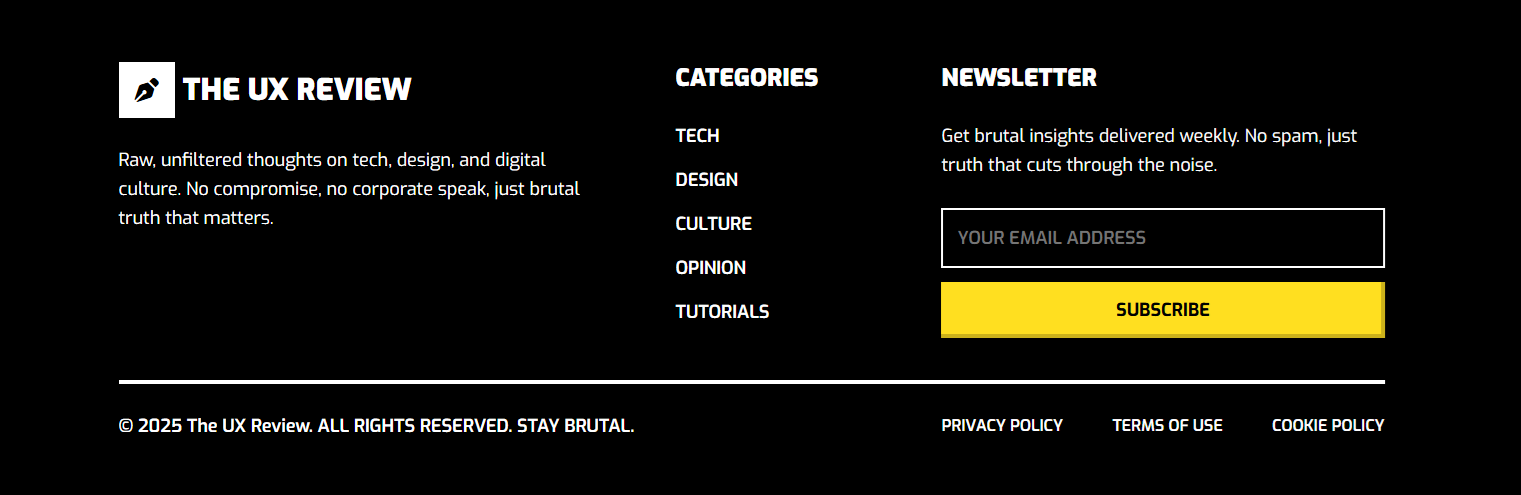 THE UX REVIEW
Raw, unfiltered thoughts on tech, design, and digital
culture. No compromise, no corporate speak, just brutal
truth that matters.
CATEGORIES
TECH
DESIGN
CULTURE
OPINION
TUTORIALS
NEWSLETTER
Get brutal insights delivered weekly. No spam, just
truth that cuts through the noise.
YOUR EMAIL ADDRESS
SUBSCRIBE
© 2025 The UX Review. ALL RIGHTS RESERVED. STAY BRUTAL.
PRIVACY POLICY
TERMS OF USE
COOKIE POLICY